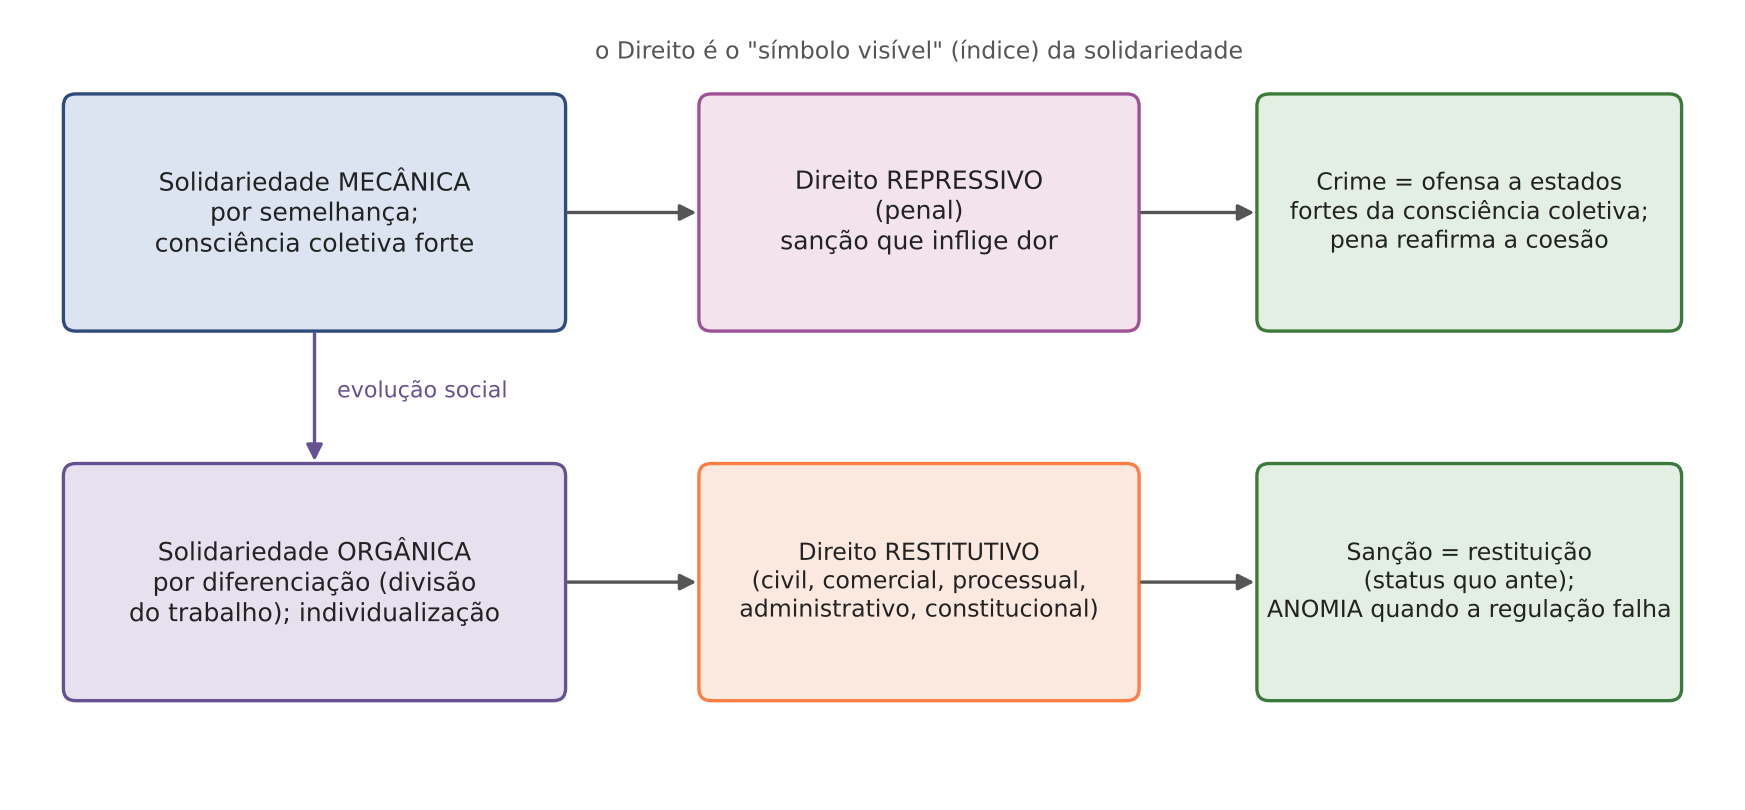 o Direito é o "símbolo visível" (índice) da solidariedade
Solidariedade MECÂNICA
por semelhança;
consciência coletiva forte
Direito REPRESSIVO
(penal)
sanção que inflige dor
Crime = ofensa a estados
fortes da consciência coletiva;
pena reafirma a coesão
evolução social
Solidariedade ORGÂNICA
por diferenciação (divisão
do trabalho); individualização
Direito RESTITUTIVO
(civil, comercial, processual,
administrativo, constitucional)
Sanção = restituição
(status quo ante);
ANOMIA quando a regulação falha